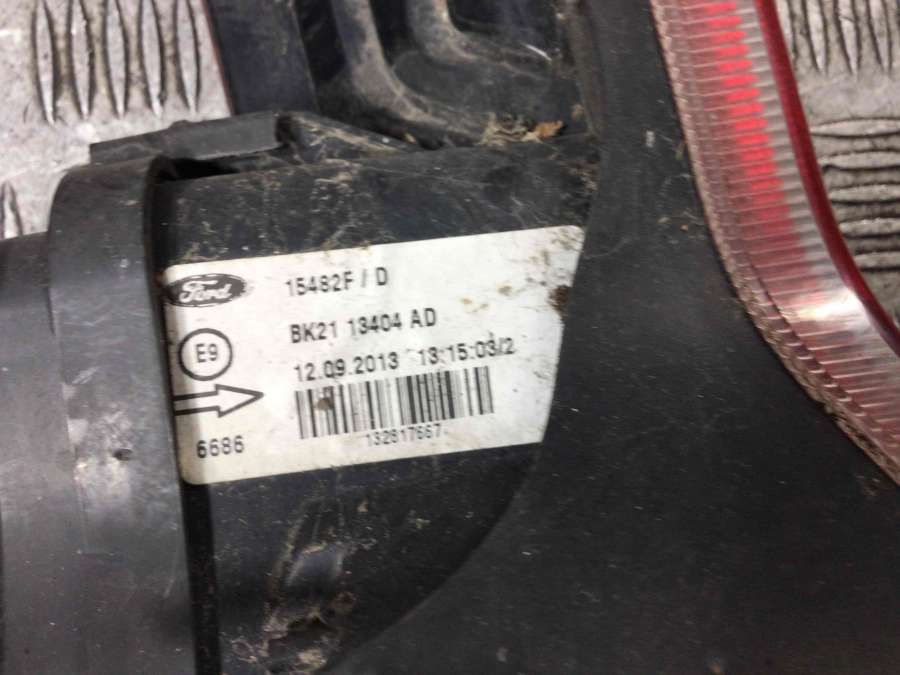 Ford
15482F / D
BK21 13404 AD
E9
12.09.2013 13:15:03/2
6686
132817667